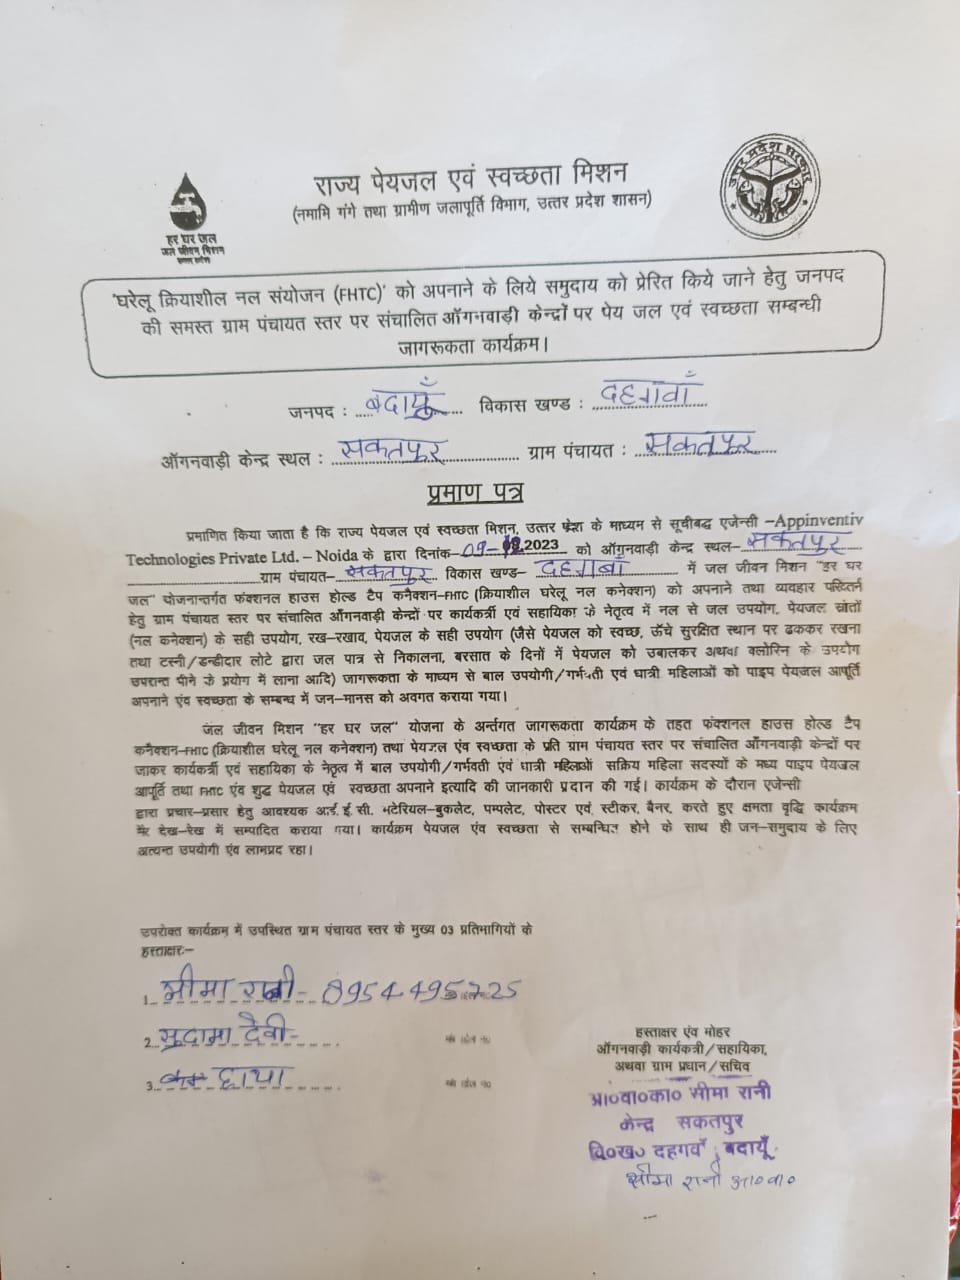 राज्य पेयजल एवं स्वच्छता मिशन
(नमामि गंगे तथा ग्रामीण जलापूर्ति विभाग, उत्तर प्रदेश शासन)
उत्तर प्रदेश सरकार
हर घर जल
जल जीवन मिशन
'घरेलू क्रियाशील नल संयोजन (FHTC)' को अपनाने के लिये समुदाय को प्रेरित किये जाने हेतु जनपद
की समस्त ग्राम पंचायत स्तर पर संचालित ऑगनवाड़ी केन्द्रों पर पेय जल एवं स्वच्छता सम्बन्धी
जागरूकता कार्यक्रम।
जनपद : बदायूँ विकास खण्ड : दहगवाँ
ऑगनवाड़ी केन्द्र स्थल : सकतपुर ग्राम पंचायत : सकतपुर
प्रमाण पत्र
प्रमाणित किया जाता है कि राज्य पेयजल एवं स्वच्छता मिशन, उत्तर प्रदेश के माध्यम से सूचीबद्ध एजेन्सी –Appinventiv
Technologies Private Ltd. – Noida के द्वारा दिनांक– 09- .2023 को ऑगनवाड़ी केन्द्र स्थल– सकतपुर
ग्राम पंचायत– सकतपुर विकास खण्ड– दहगवाँ में जल जीवन मिशन "हर घर
जल" योजनान्तर्गत फंक्शनल हाउस होल्ड टैप कनैक्शन–FHTC (क्रियाशील घरेलू नल कनेक्शन) को अपनाने तथा व्यवहार परिवर्तन
हेतु ग्राम पंचायत स्तर पर संचालित ऑंगनवाड़ी केन्द्रों पर कार्यकर्त्री एवं सहायिका के नेतृत्व में नल से जल उपयोग, पेयजल स्रोतों
(नल कनेक्शन) के सही उपयोग, रख–रखाव, पेयजल के सही उपयोग (जैसे पेयजल को स्वच्छ, ऊँचे सुरक्षित स्थान पर ढककर रखना
तथा टस्नी/डन्डीदार लोटे द्वारा जल पात्र से निकालना, बरसात के दिनों में पेयजल को उबालकर अथवा क्लोरिन के उपयोग
उपरान्त पीने के प्रयोग में लाना आदि) जागरूकता के माध्यम से बाल उपयोगी/गर्भवती एवं धात्री महिलाओं को पाइप पेयजल आपूर्ति
अपनाने एंव स्वच्छता के सम्बन्ध में जन–मानस को अवगत कराया गया।
जल जीवन मिशन "हर घर जल" योजना के अर्न्तगत जागरूकता कार्यक्रम के तहत फंक्शनल हाउस होल्ड टैप
कनैक्शन–FHTC (क्रियाशील घरेलू नल कनेक्शन) तथा पेयजल एंव स्वच्छता के प्रति ग्राम पंचायत स्तर पर संचालित ऑंगनवाड़ी केन्द्रों पर
जाकर कार्यकर्त्री एवं सहायिका के नेतृत्व में बाल उपयोगी/गर्भवती एवं धात्री महिलाओं सक्रिय महिला सदस्यों के मध्य पाइप पेयजल
आपूर्ति तथा FHTC एंव शुद्ध पेयजल एवं स्वच्छता अपनाने इत्यादि की जानकारी प्रदान की गई। कार्यक्रम के दौरान एजेन्सी
द्वारा प्रचार–प्रसार हेतु आवश्यक आई.ई.सी. मटेरियल–बुकलेट, पम्पलेट, पोस्टर एवं, स्टीकर, बैनर, करते हुए क्षमता वृद्धि कार्यक्रम
मेरे देख–रेख में सम्पादित कराया गया। कार्यक्रम पेयजल एंव स्वच्छता से सम्बन्धित होने के साथ ही जन–समुदाय के लिए
अत्यन्त उपयोगी एंव लाभप्रद रहा।
उपरोक्त कार्यक्रम में उपस्थित ग्राम पंचायत स्तर के मुख्य 03 प्रतिभागियों के
हस्ताक्षरः–
1. सीमा रानी- 8954495725
2. सुदामा देवी-
3. छाया
हस्ताक्षर एंव मोहर
ऑंगनवाड़ी कार्यकत्री/सहायिका,
अथवा ग्राम प्रधान/सचिव
आ०वा०का० सीमा रानी
केन्द्र सकतपुर
वि०ख० दहगवाँ, बदायूँ
सीमा रानी आ०वा०